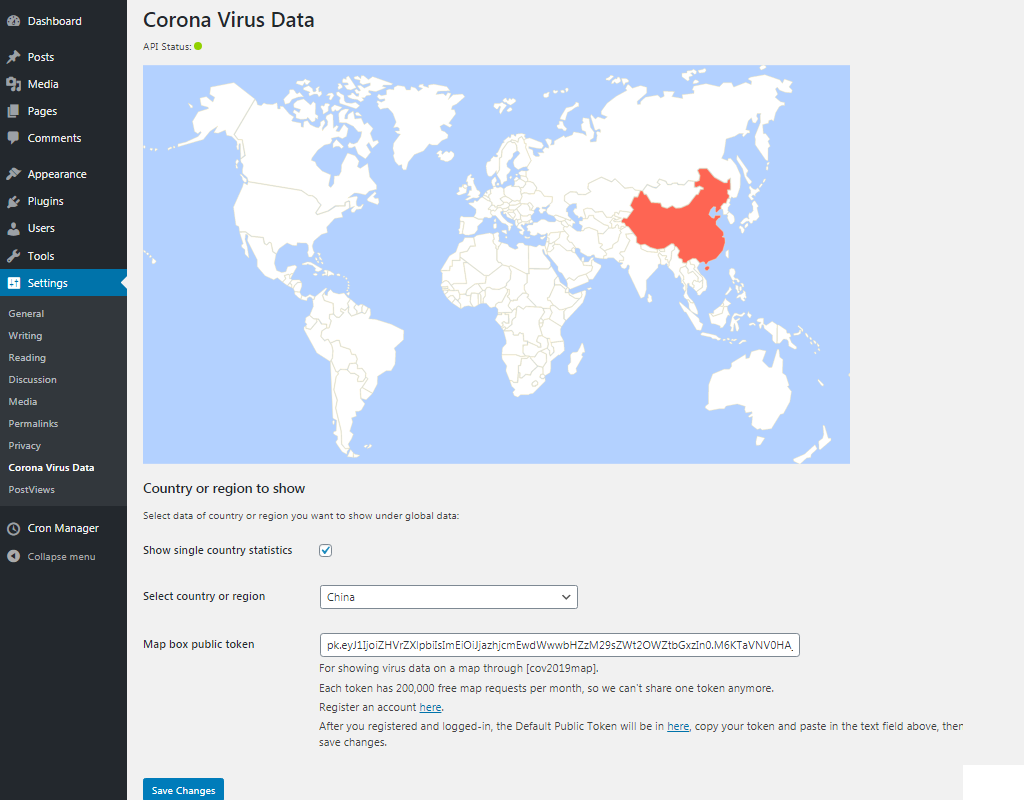 Dashboard
Posts
Media
Pages
Comments
Appearance
Plugins
Users
Tools
Settings
General
Writing
Reading
Discussion
Media
Permalinks
Privacy
Corona Virus Data
PostViews
Cron Manager
Collapse menu
Corona Virus Data
API Status:
Country or region to show
Select data of country or region you want to show under global data:
Show single country statistics
Select country or region
China
Map box public token
For showing virus data on a map through [cov2019map].
Each token has 200,000 free map requests per month, so we can't share one token anymore.
Register an account here.
After you registered and logged-in, the Default Public Token will be in here, copy your token and paste in the text field above, then
save changes.
Save Changes